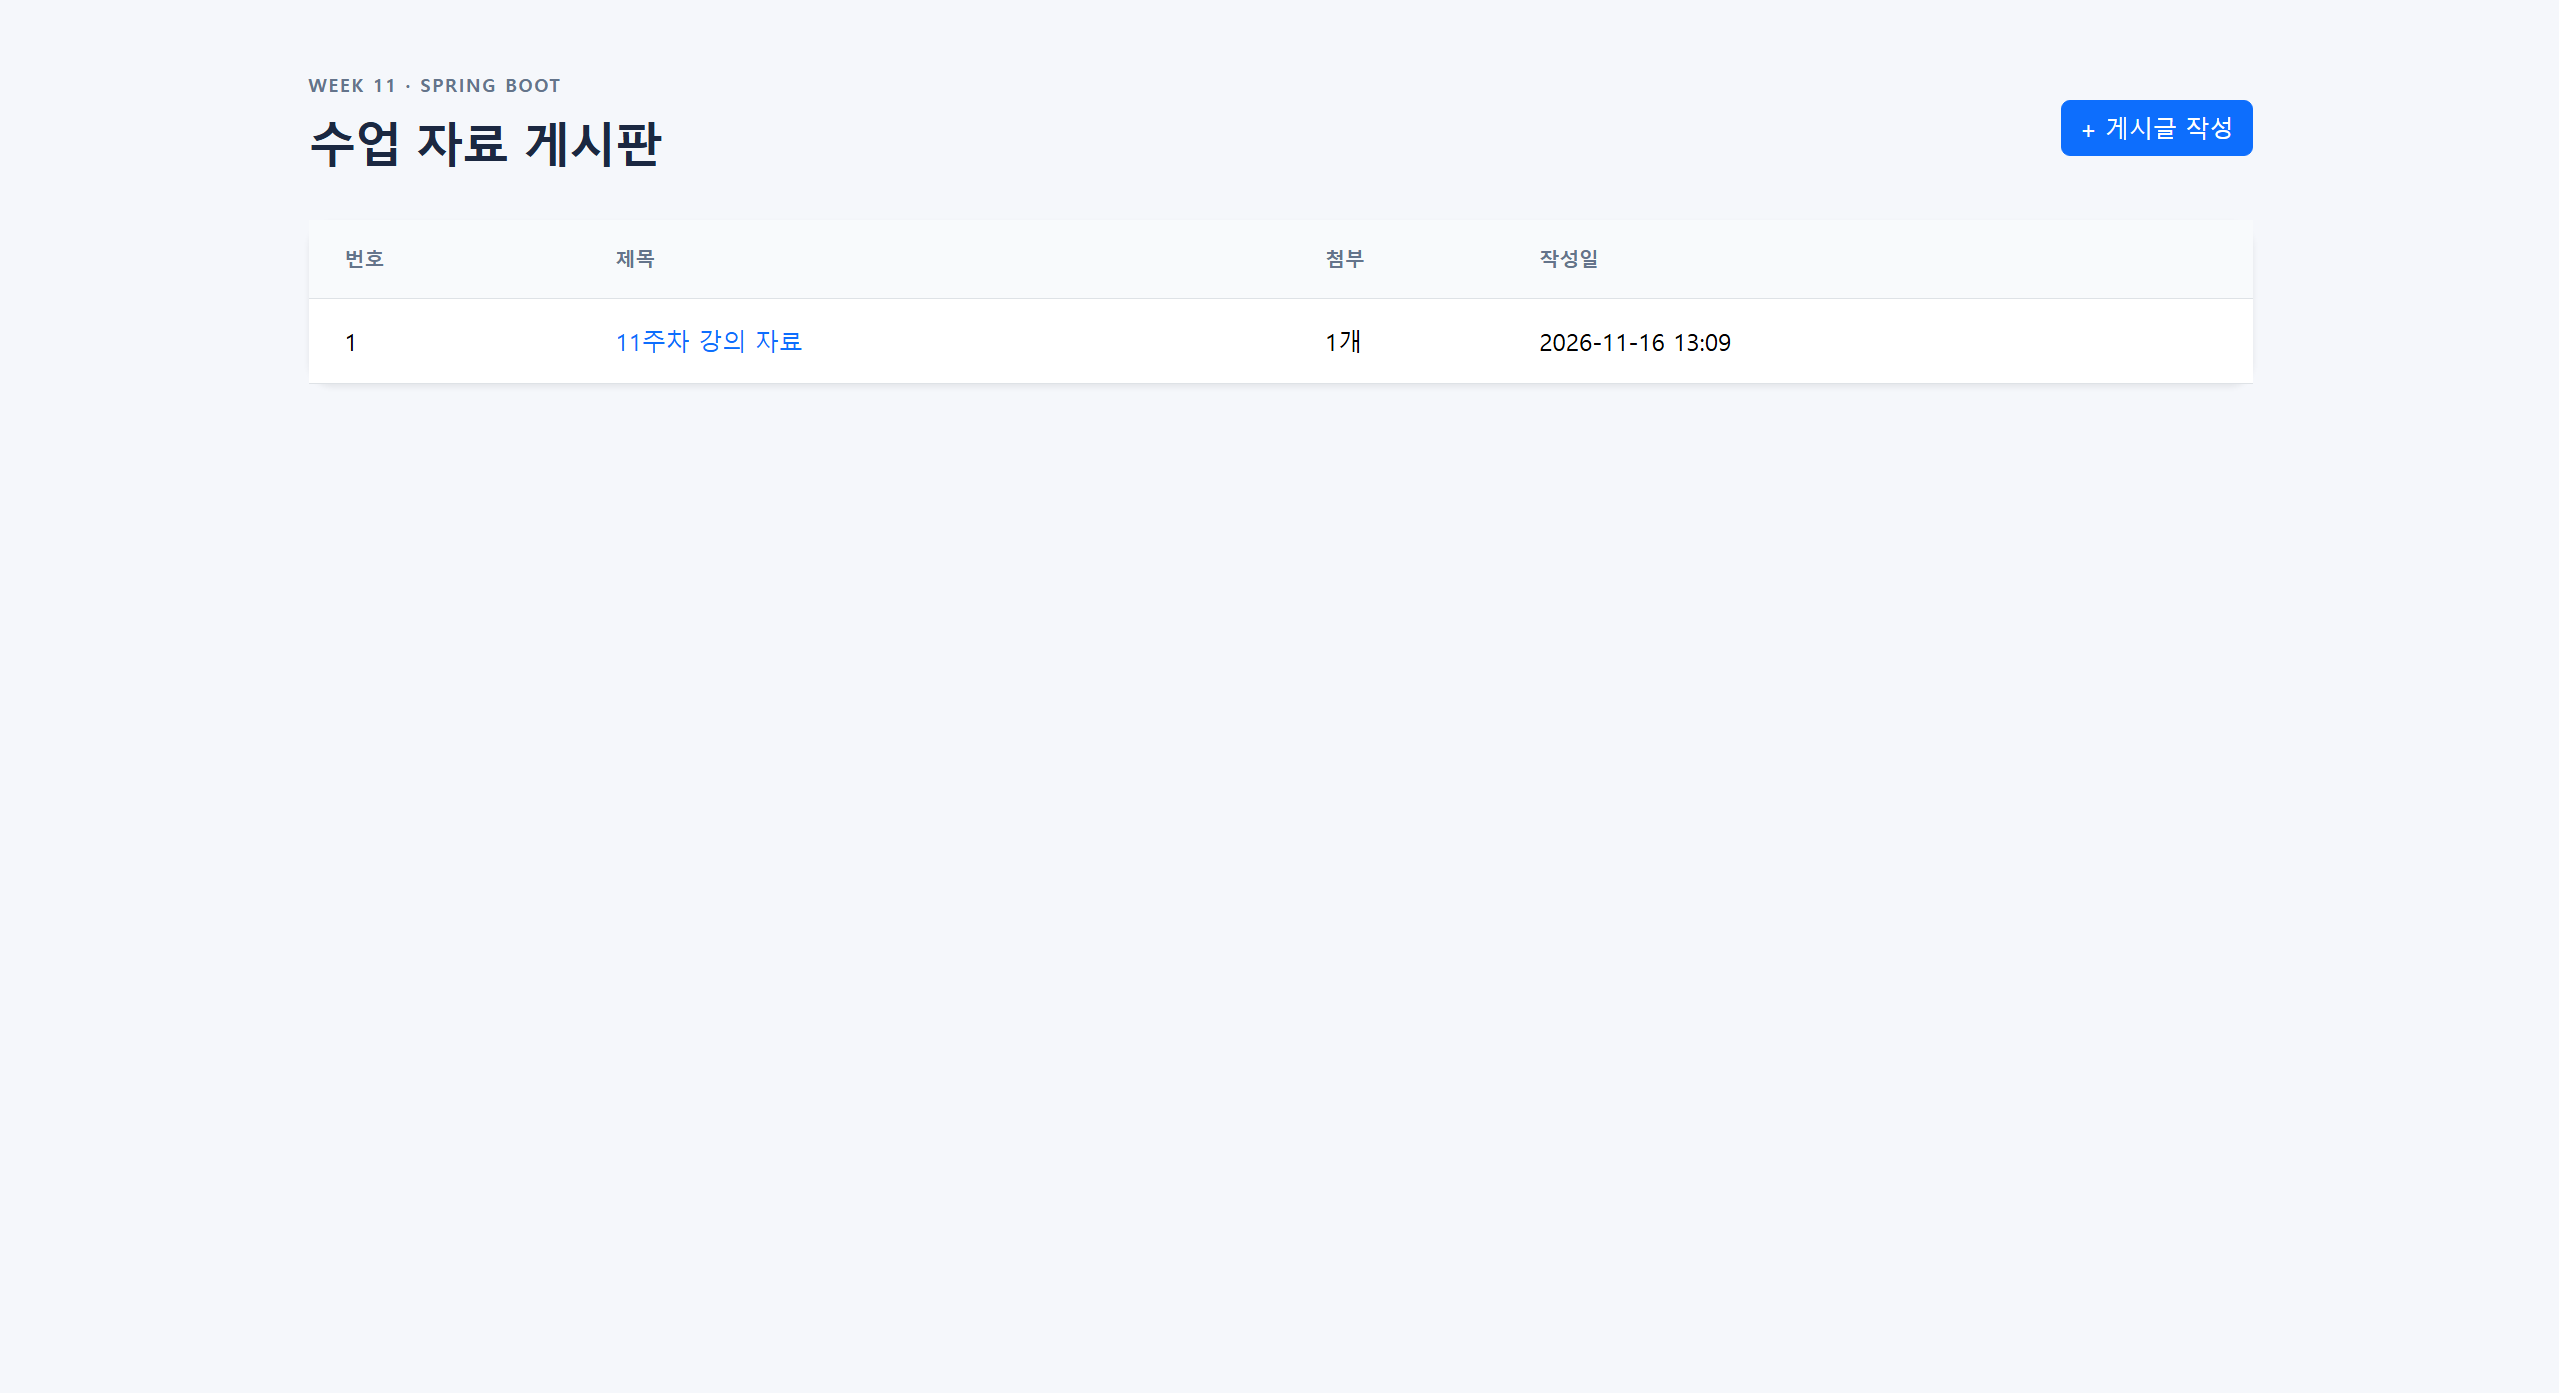 WEEK 11 · SPRING BOOT
수업 자료 게시판
+ 게시글 작성
번호 제목 첨부 작성일
1 11주차 강의 자료 1개 2026-11-16 13:09